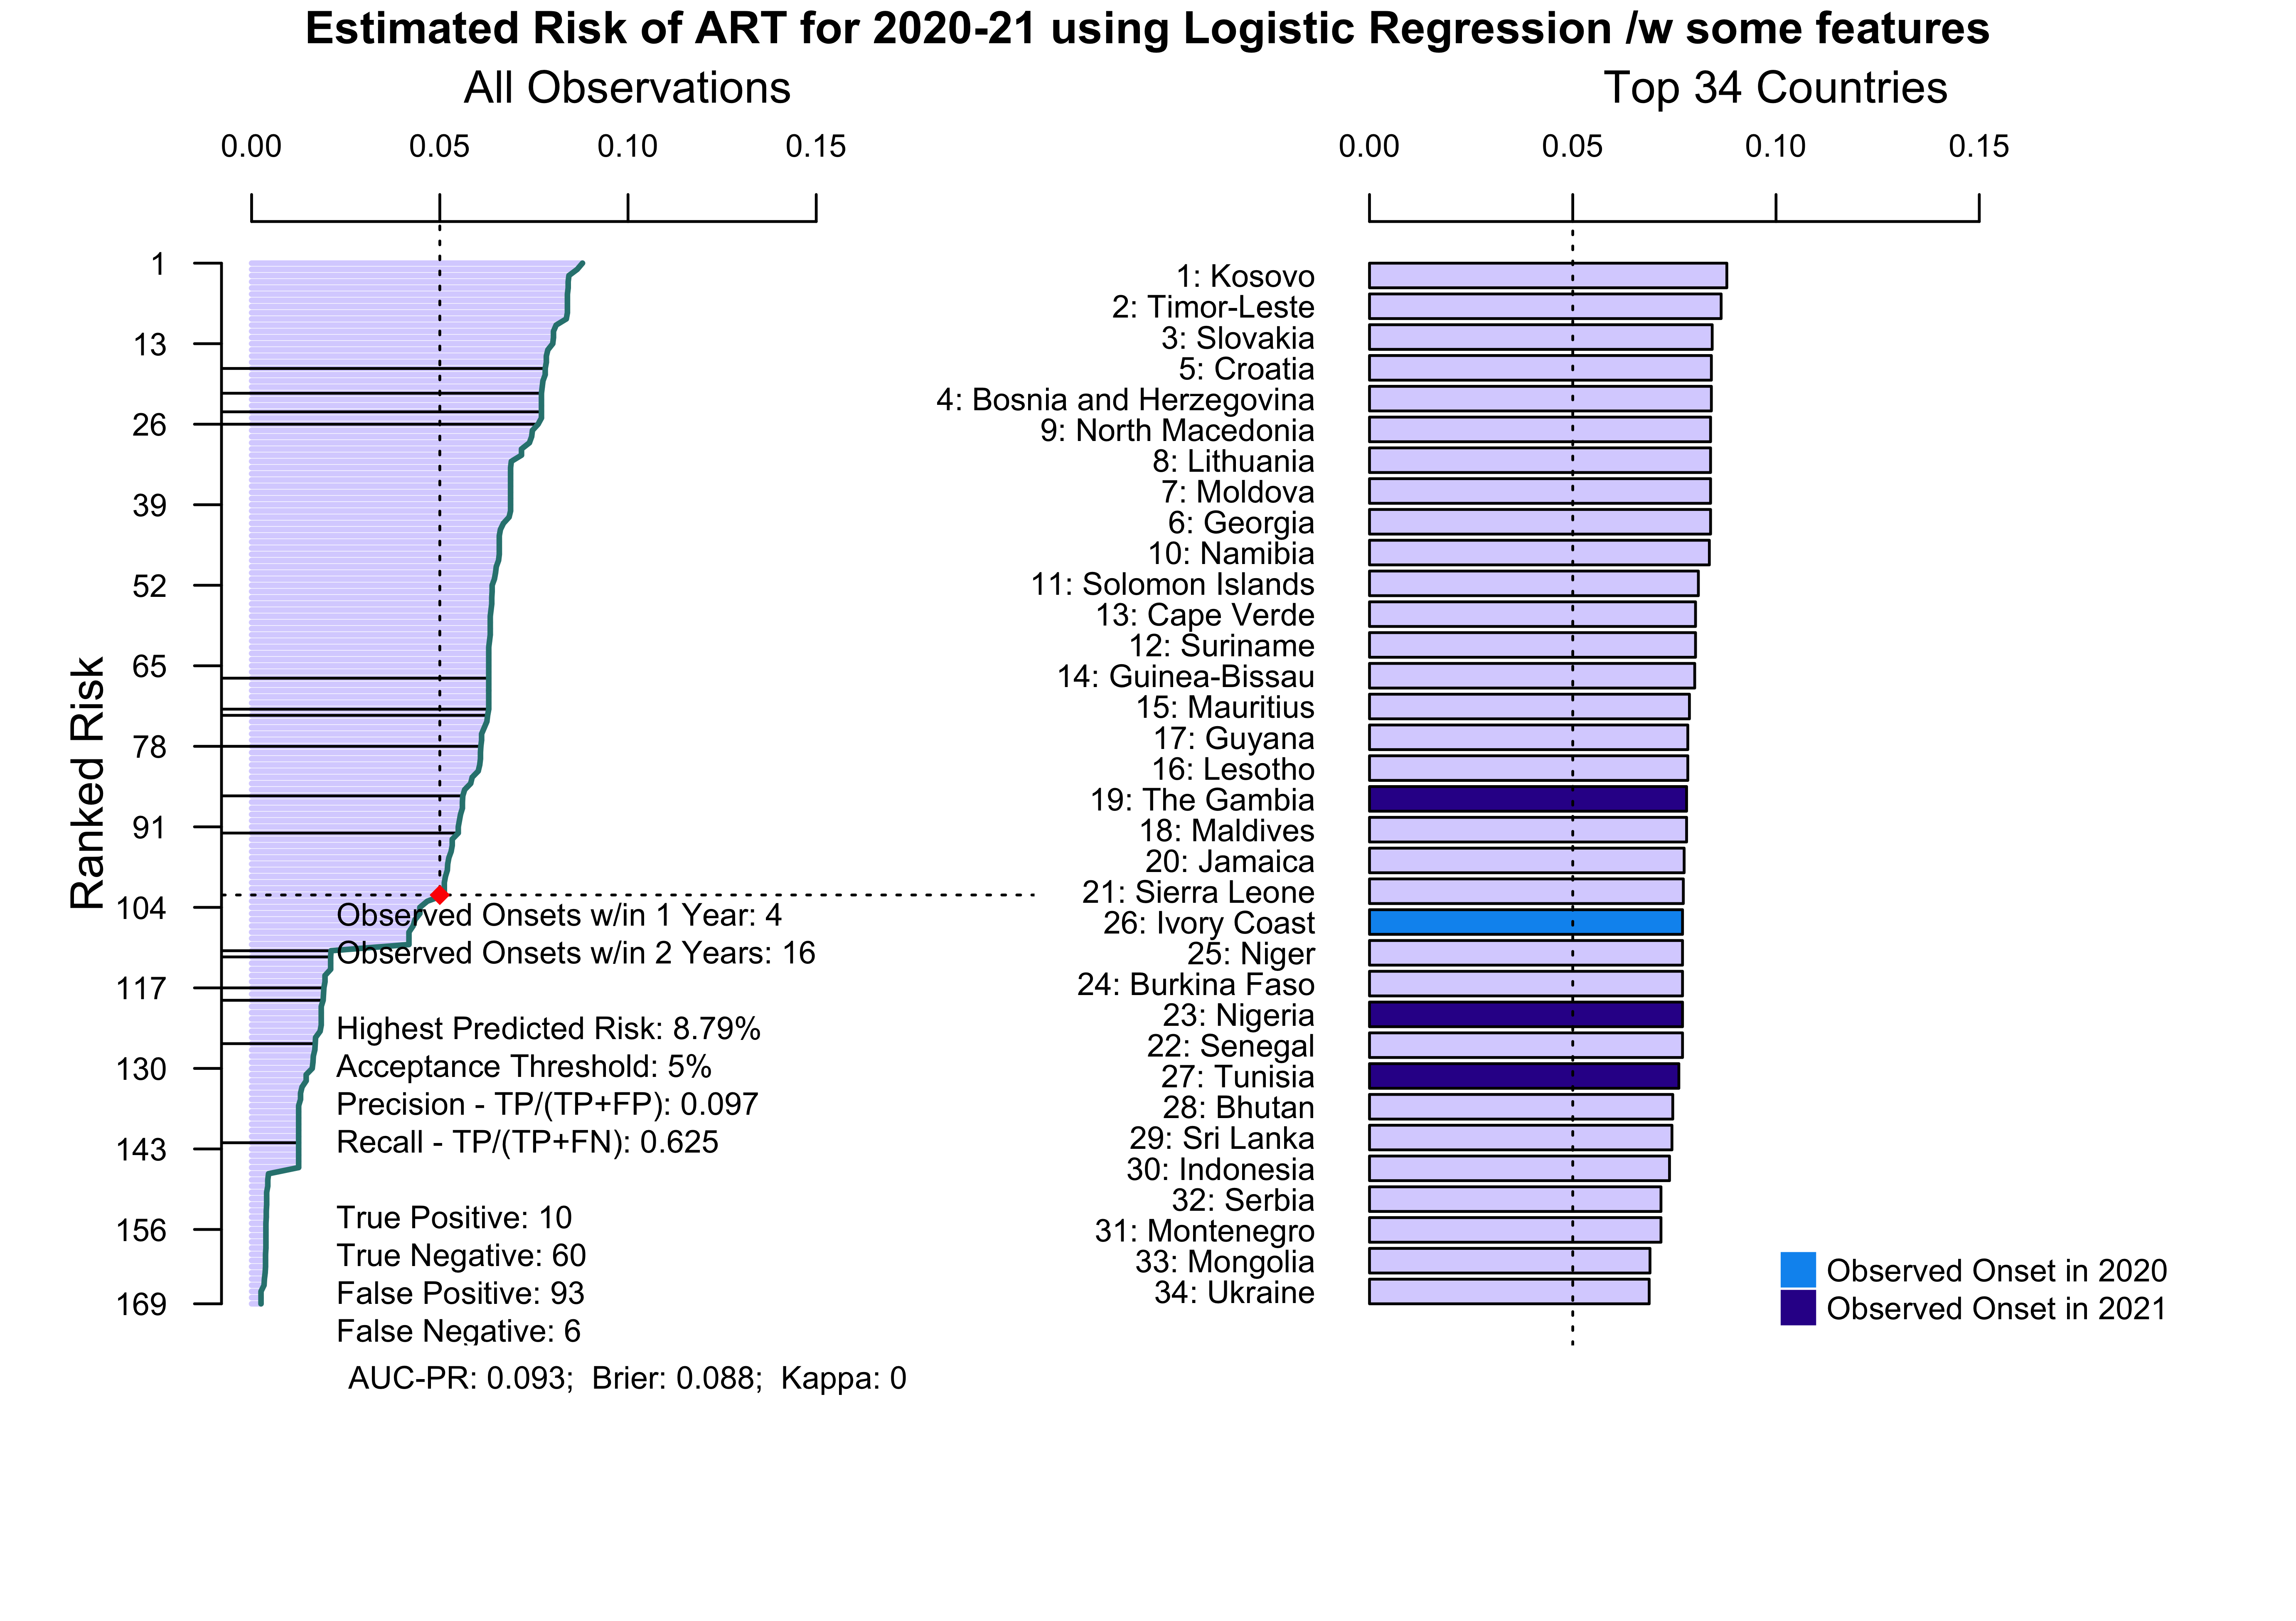 Estimated Risk of ART for 2020-21 using Logistic Regression /w some features
All Observations
0.00 0.05 0.10 0.15
Ranked Risk
1
13
26
39
52
65
78
91
104
117
130
143
156
169
Observed Onsets w/in 1 Year: 4
Observed Onsets w/in 2 Years: 16
Highest Predicted Risk: 8.79%
Acceptance Threshold: 5%
Precision - TP/(TP+FP): 0.097
Recall - TP/(TP+FN): 0.625
True Positive: 10
True Negative: 60
False Positive: 93
False Negative: 6
AUC-PR: 0.093; Brier: 0.088; Kappa: 0
Top 34 Countries
0.00 0.05 0.10 0.15
1: Kosovo
2: Timor-Leste
3: Slovakia
5: Croatia
4: Bosnia and Herzegovina
9: North Macedonia
8: Lithuania
7: Moldova
6: Georgia
10: Namibia
11: Solomon Islands
13: Cape Verde
12: Suriname
14: Guinea-Bissau
15: Mauritius
17: Guyana
16: Lesotho
19: The Gambia
18: Maldives
20: Jamaica
21: Sierra Leone
26: Ivory Coast
25: Niger
24: Burkina Faso
23: Nigeria
22: Senegal
27: Tunisia
28: Bhutan
29: Sri Lanka
30: Indonesia
32: Serbia
31: Montenegro
33: Mongolia
34: Ukraine
Observed Onset in 2020
Observed Onset in 2021